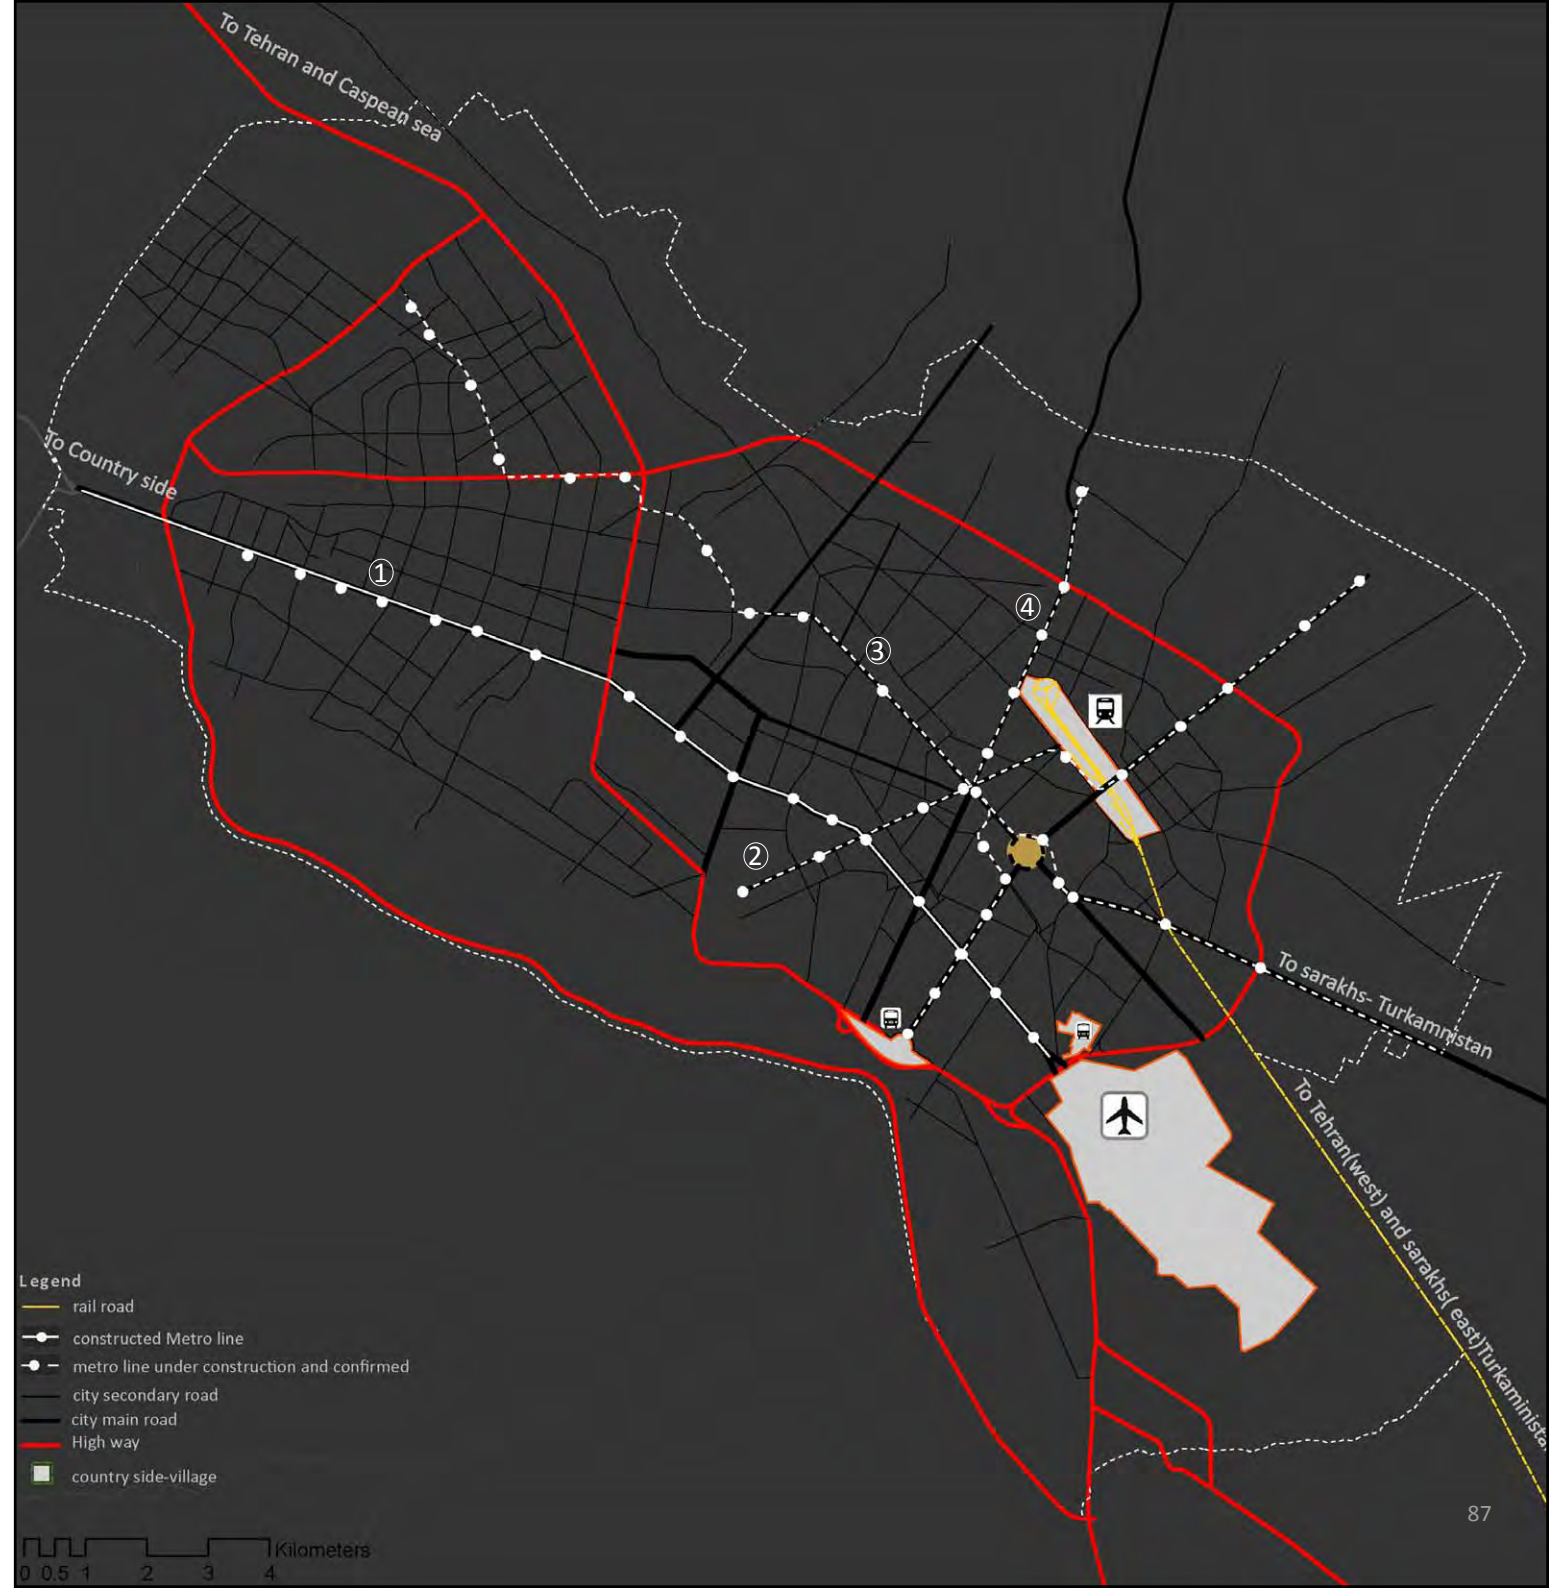 To Tehran and Caspean sea
To Country side
①
④
③
②
To sarakhs- Turkamnistan
To Tehran(west) and sarakhs( east)Turkaminista
Legend
rail road
constructed Metro line
metro line under construction and confirmed
city secondary road
city main road
High way
country side-village
87
Kilometers
0 0.5 1 2 3 4